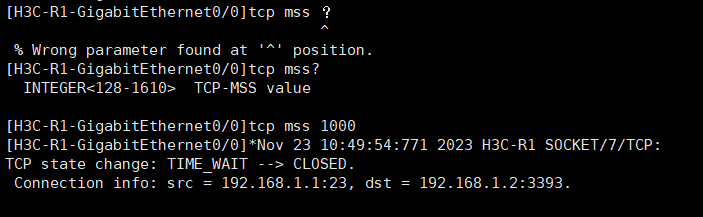 [H3C-R1-GigabitEthernet0/0]tcp mss ？
^
% Wrong parameter found at '^' position.
[H3C-R1-GigabitEthernet0/0]tcp mss?
INTEGER<128-1610>  TCP-MSS value
[H3C-R1-GigabitEthernet0/0]tcp mss 1000
[H3C-R1-GigabitEthernet0/0]*Nov 23 10:49:54:771 2023 H3C-R1 SOCKET/7/TCP:
TCP state change: TIME_WAIT --> CLOSED.
Connection info: src = 192.168.1.1:23, dst = 192.168.1.2:3393.